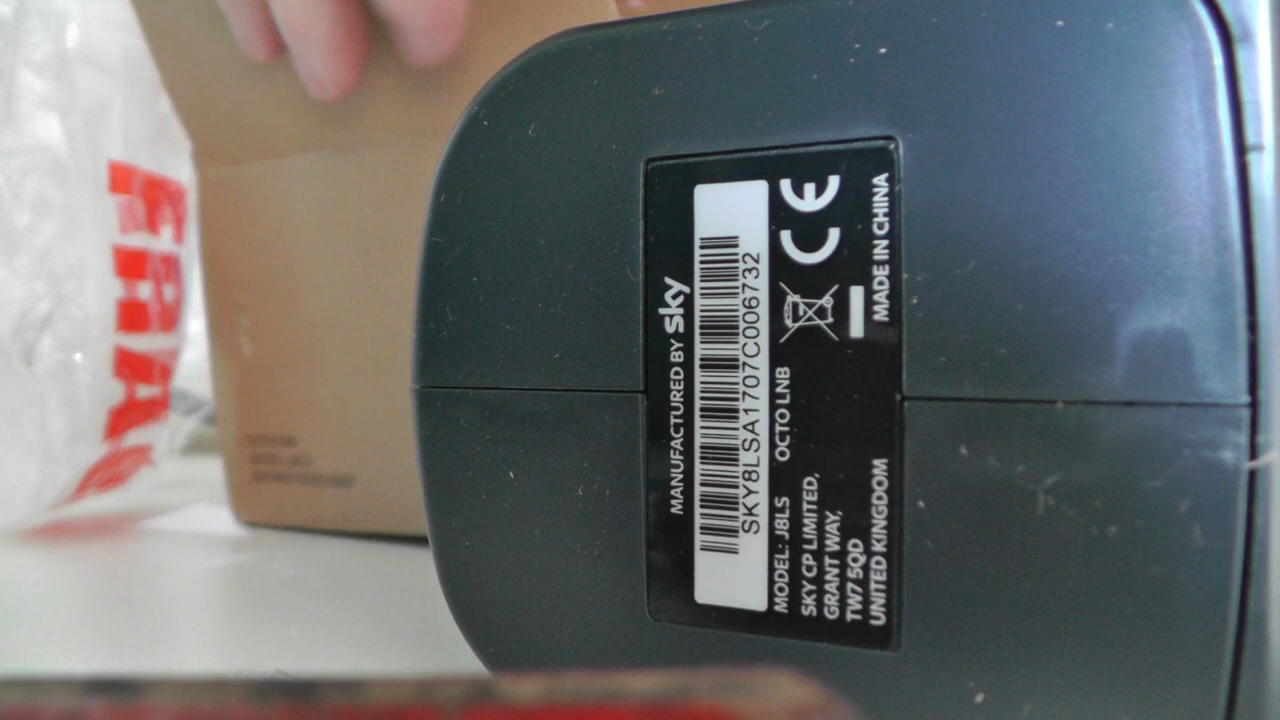 MANUFACTURED BY sky
SKY8LSA1707C006732
MODEL: J8LS OCTO LNB
SKY CP LIMITED,
GRANT WAY,
TW7 5QD
UNITED KINGDOM
CE
MADE IN CHINA
FRAG